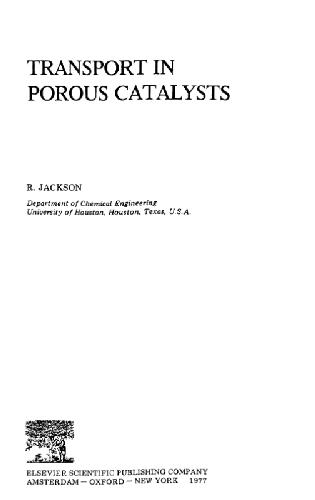 TRANSPORT IN
POROUS CATALYSTS
R. JACKSON
Department of Chemical Engineering
University of Houston, Houston, Texas, U.S.A.
ELSEVIER SCIENTIFIC PUBLISHING COMPANY
AMSTERDAM — OXFORD — NEW YORK 1977